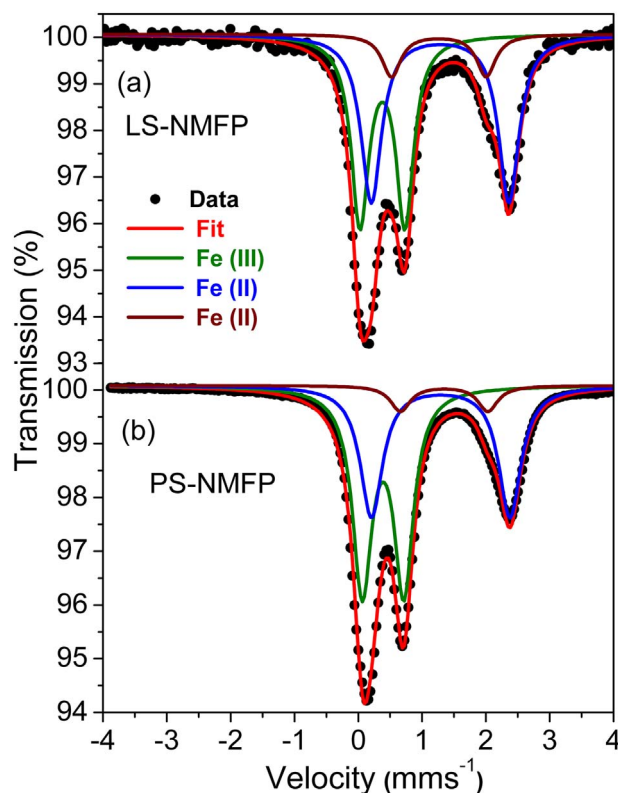 100
99
98
97
96
95
94
93
(a)
LS-NMFP
Data
Fit
Fe (III)
Fe (II)
Fe (II)
100
99
98
97
96
95
94
(b)
PS-NMFP
Transmission (%)
-4 -3 -2 -1 0 1 2 3 4
Velocity (mms⁻¹)